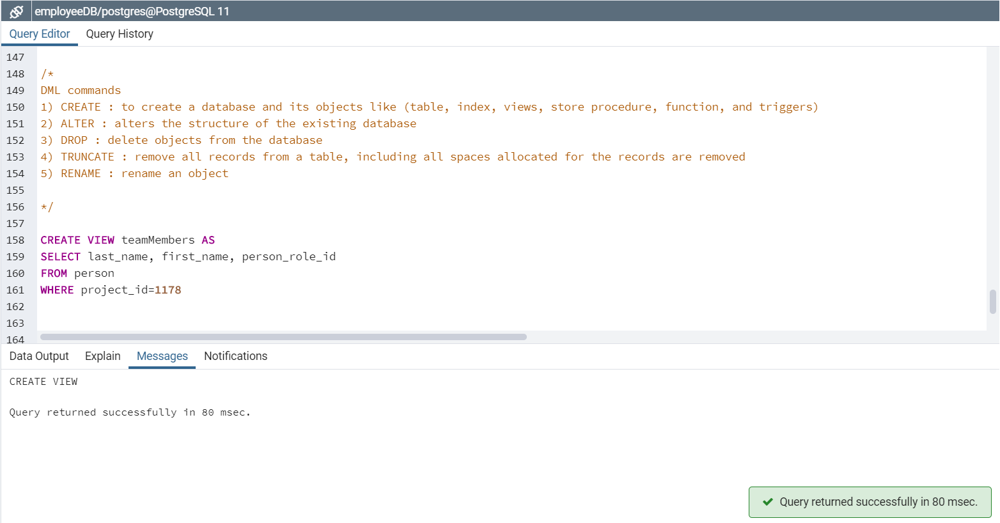 employeeDB/postgres@PostgreSQL 11
Query Editor Query History
147
148 /*
149 DML commands
150 1) CREATE : to create a database and its objects like (table, index, views, store procedure, function, and triggers)
151 2) ALTER : alters the structure of the existing database
152 3) DROP : delete objects from the database
153 4) TRUNCATE : remove all records from a table, including all spaces allocated for the records are removed
154 5) RENAME : rename an object
155
156 */
157
158 CREATE VIEW teamMembers AS
159 SELECT last_name, first_name, person_role_id
160 FROM person
161 WHERE project_id=1178
162
163
164
Data Output Explain Messages Notifications
CREATE VIEW
Query returned successfully in 80 msec.
Query returned successfully in 80 msec.